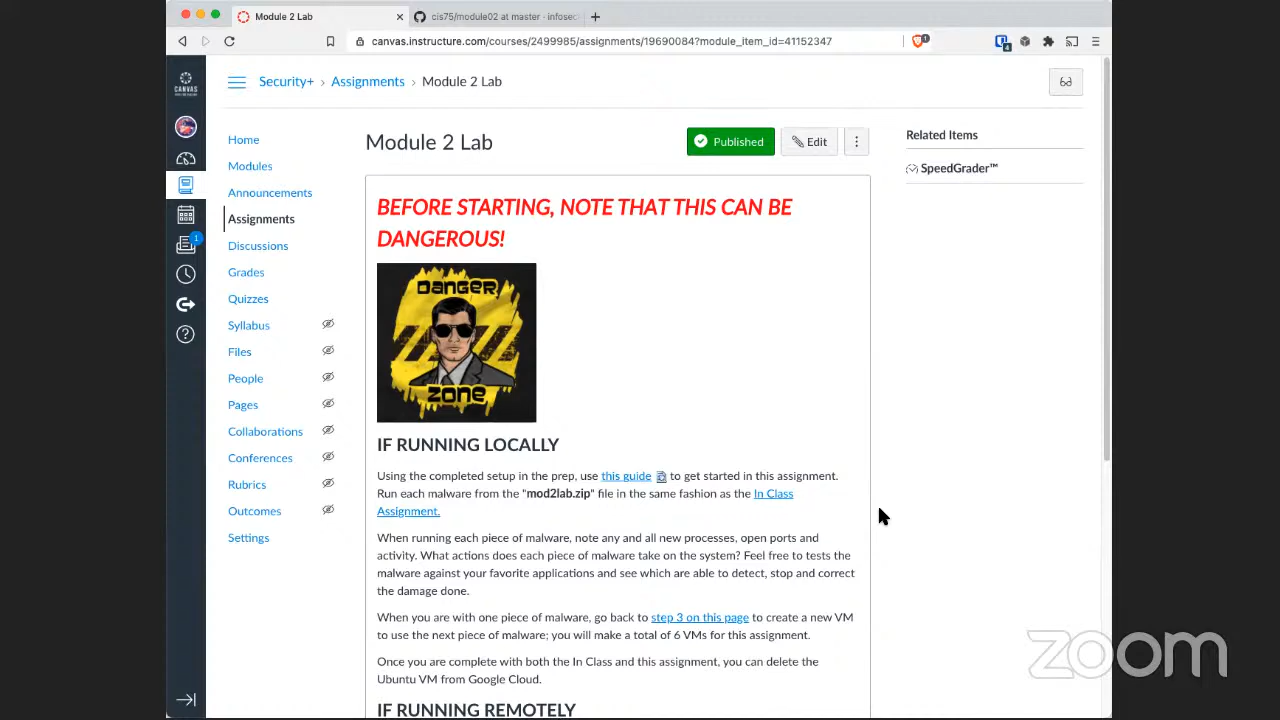 Module 2 Lab
cis75/module02 at master · infosec
canvas.instructure.com/courses/2499985/assignments/19690084?module_item_id=41152347
1
4
CANVAS
Security+ › Assignments › Module 2 Lab
Home
Modules
Announcements
Assignments
1
Discussions
Grades
Quizzes
Syllabus
Files
People
Pages
Collaborations
Conferences
Rubrics
Outcomes
Settings
Module 2 Lab
Published
Edit
Related Items
SpeedGrader™
BEFORE STARTING, NOTE THAT THIS CAN BE
DANGEROUS!
DANGER
ZONE
IF RUNNING LOCALLY
Using the completed setup in the prep, use this guide to get started in this assignment.
Run each malware from the "mod2lab.zip" file in the same fashion as the In Class
Assignment.
When running each piece of malware, note any and all new processes, open ports and
activity. What actions does each piece of malware take on the system? Feel free to tests the
malware against your favorite applications and see which are able to detect, stop and correct
the damage done.
When you are with one piece of malware, go back to step 3 on this page to create a new VM
to use the next piece of malware; you will make a total of 6 VMs for this assignment.
Once you are complete with both the In Class and this assignment, you can delete the
Ubuntu VM from Google Cloud.
IF RUNNING REMOTELY
zoom